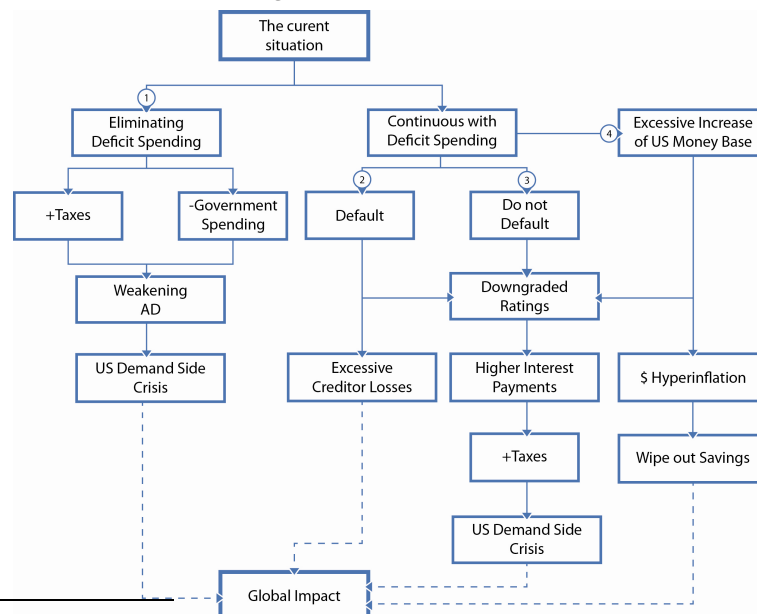 The curent
situation
1
Eliminating
Deficit Spending
Continuous with
Deficit Spending
4
Excessive Increase
of US Money Base
2
3
+Taxes
-Government
Spending
Default
Do not
Default
Weakening
AD
Downgraded
Ratings
US Demand Side
Crisis
Excessive
Creditor Losses
Higher Interest
Payments
$ Hyperinflation
+Taxes
Wipe out Savings
US Demand Side
Crisis
Global Impact